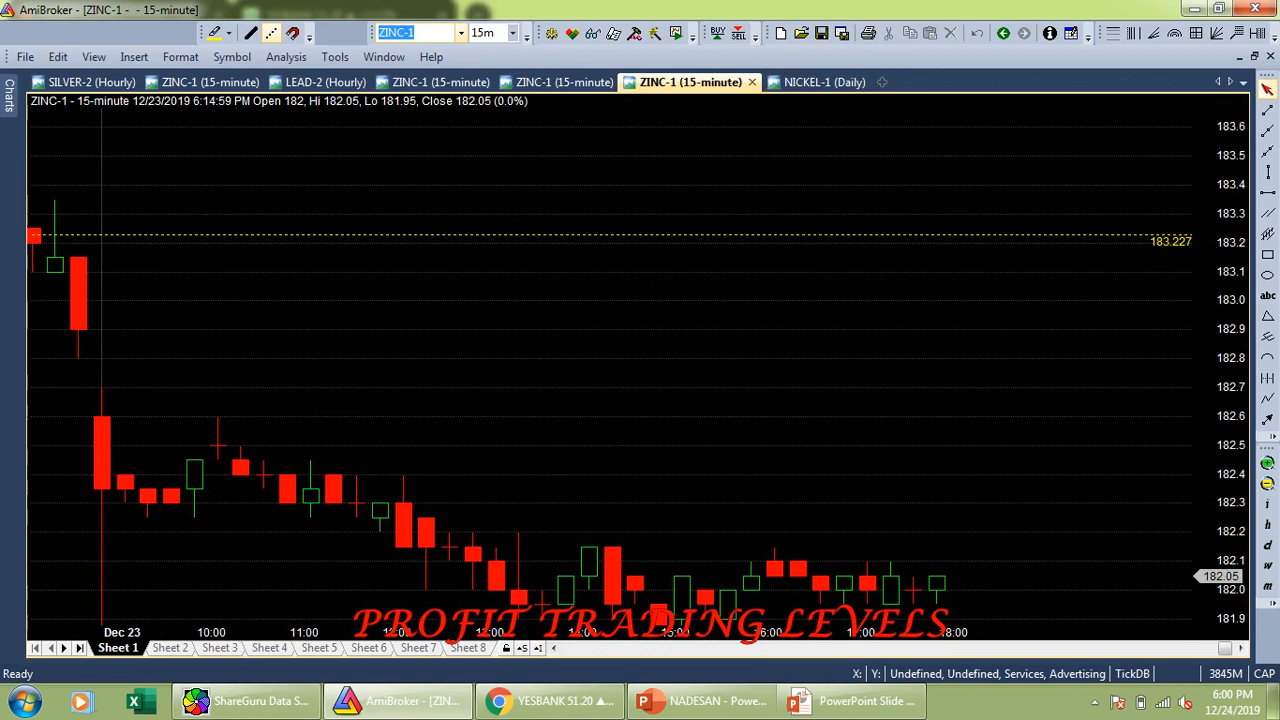 AmiBroker - [ZINC-1 - - 15-minute]
ZINC-1 15m BUY SELL
File Edit View Insert Format Symbol Analysis Tools Window Help
Charts
SILVER-2 (Hourly) ZINC-1 (15-minute) LEAD-2 (Hourly) ZINC-1 (15-minute) ZINC-1 (15-minute) ZINC-1 (15-minute) NICKEL-1 (Daily)
ZINC-1 - 15-minute 12/23/2019 6:14:59 PM Open 182, Hi 182.05, Lo 181.95, Close 182.05 (0.0%)
183.6
183.5
183.4
183.3
183.227
183.2
183.1
183.0
182.9
182.8
182.7
182.6
182.5
182.4
182.3
182.2
182.1
182.05
182.0
181.9
abc
i
h
d
w
m
PROFIT TRADING LEVELS
Dec 23 10:00 11:00 18:00
Sheet 1 Sheet 2 Sheet 3 Sheet 4 Sheet 5 Sheet 6 Sheet 7 Sheet 8
Ready X: Y: Undefined, Undefined, Services, Advertising TickDB 3845M CAP
ShareGuru Data S... AmiBroker - [ZINC-... YESBANK 51.20 ▲... NADESAN - Powe... PowerPoint Slide ...
6:00 PM
12/24/2019